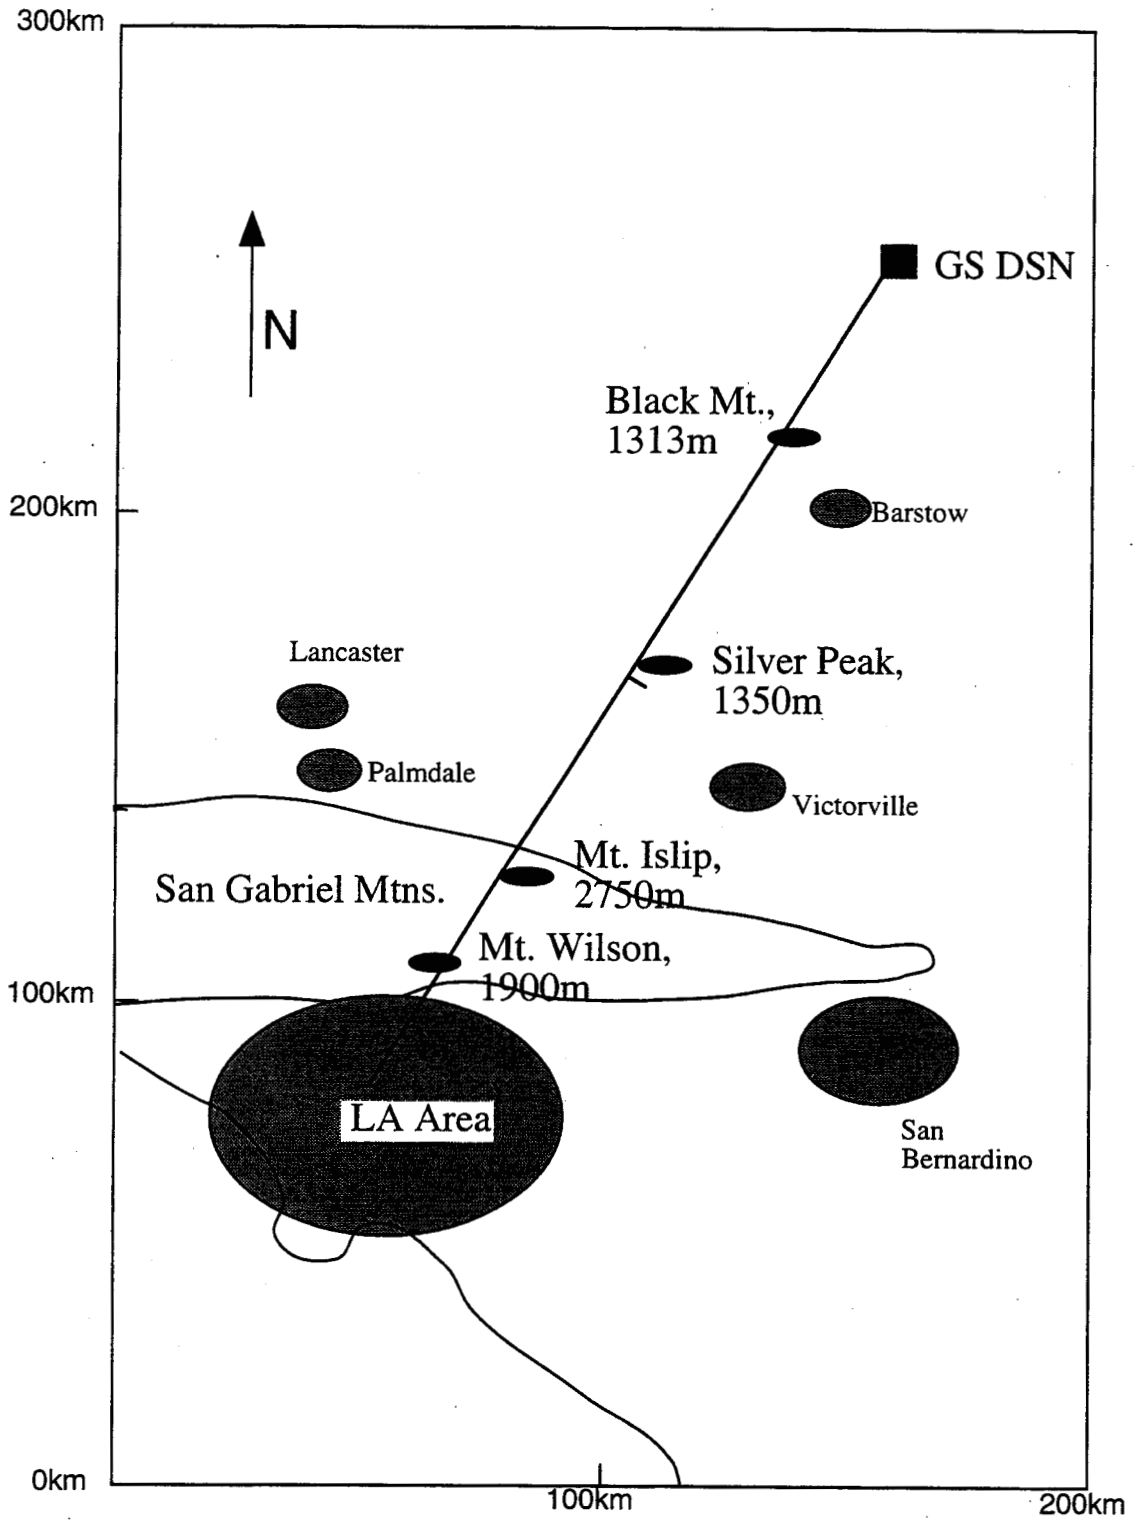 300km
GS DSN
N
Black Mt.,
1313m
200km
Barstow
Lancaster
Silver Peak,
1350m
Palmdale
Victorville
Mt. Islip,
2750m
San Gabriel Mtns.
Mt. Wilson,
1900m
100km
LA Area
San
Bernardino
0km
100km
200km